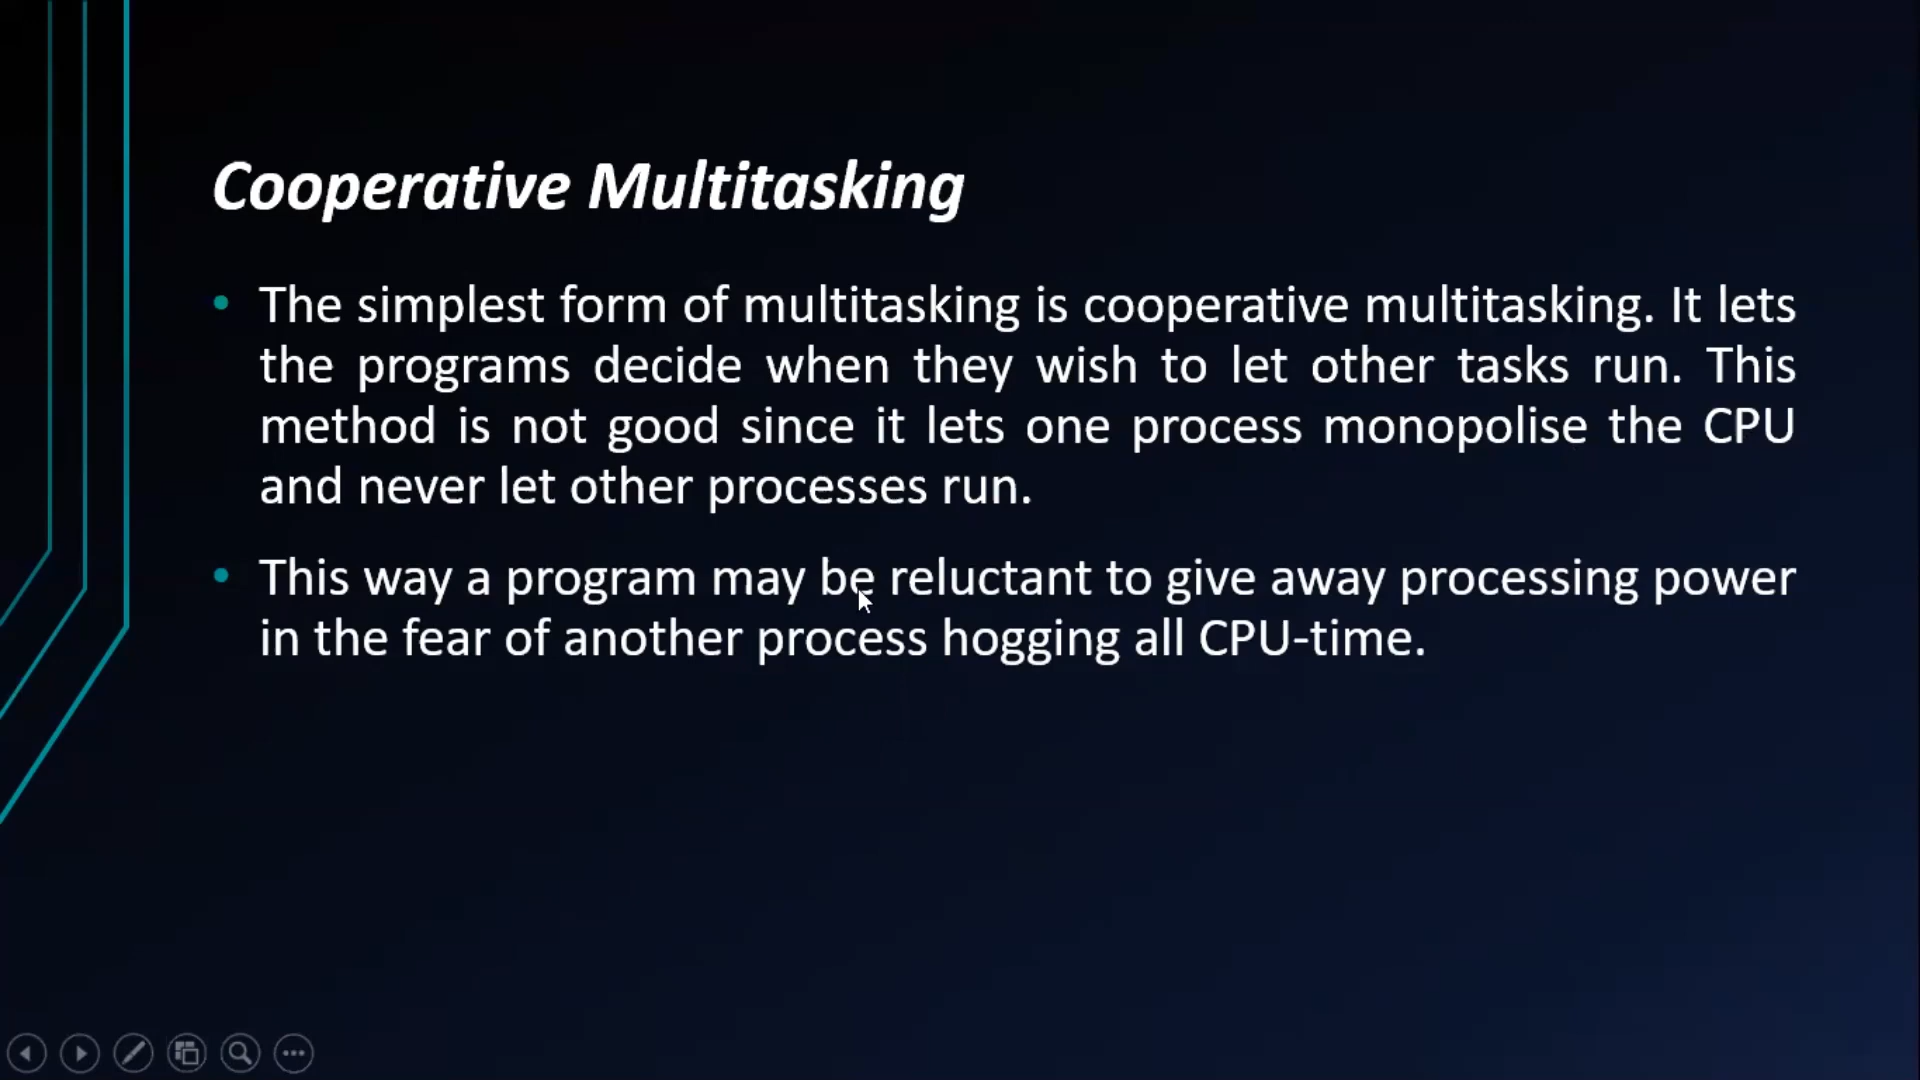 Cooperative Multitasking
• The simplest form of multitasking is cooperative multitasking. It lets
the programs decide when they wish to let other tasks run. This
method is not good since it lets one process monopolise the CPU
and never let other processes run.
• This way a program may be reluctant to give away processing power
in the fear of another process hogging all CPU-time.